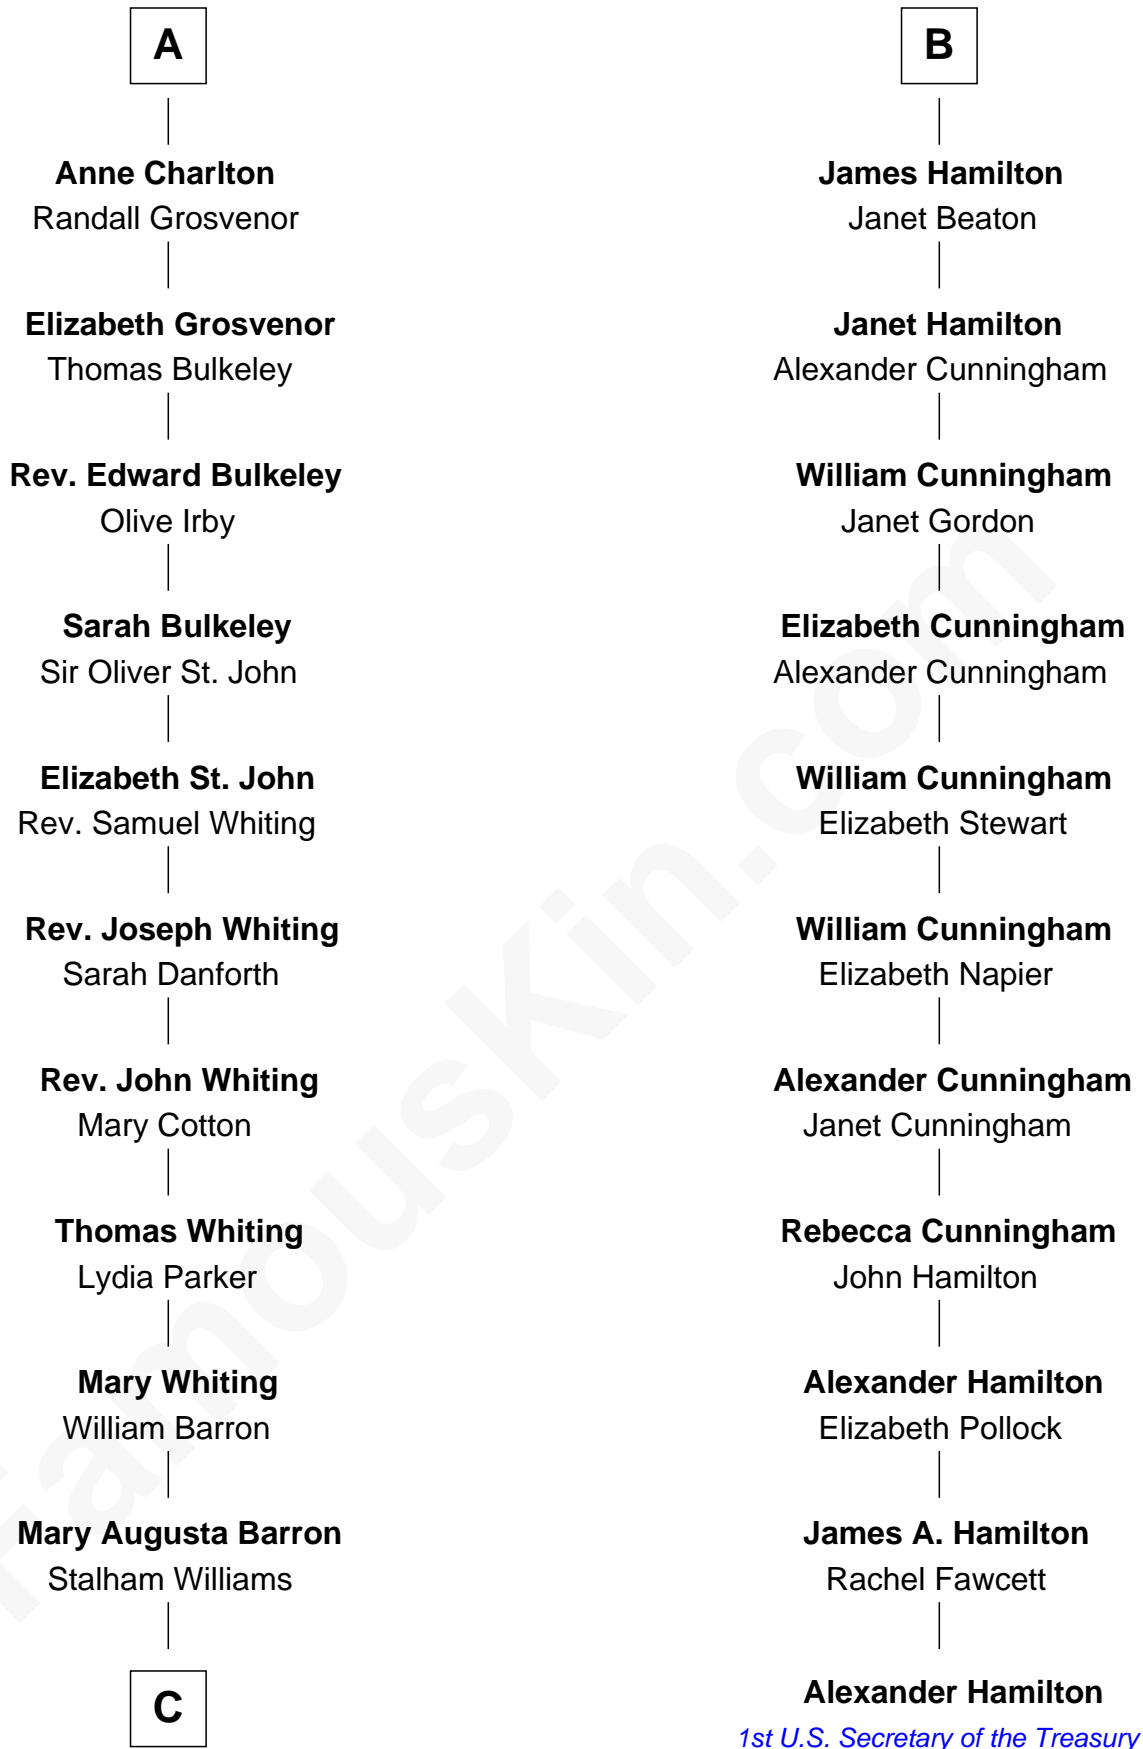 A
Anne Charlton
Randall Grosvenor
Elizabeth Grosvenor
Thomas Bulkeley
Rev. Edward Bulkeley
Olive Irby
Sarah Bulkeley
Sir Oliver St. John
Elizabeth St. John
Rev. Samuel Whiting
Rev. Joseph Whiting
Sarah Danforth
Rev. John Whiting
Mary Cotton
Thomas Whiting
Lydia Parker
Mary Whiting
William Barron
Mary Augusta Barron
Stalham Williams
C
B
James Hamilton
Janet Beaton
Janet Hamilton
Alexander Cunningham
William Cunningham
Janet Gordon
Elizabeth Cunningham
Alexander Cunningham
William Cunningham
Elizabeth Stewart
William Cunningham
Elizabeth Napier
Alexander Cunningham
Janet Cunningham
Rebecca Cunningham
John Hamilton
Alexander Hamilton
Elizabeth Pollock
James A. Hamilton
Rachel Fawcett
Alexander Hamilton
1st U.S. Secretary of the Treasury
FamousKin.com